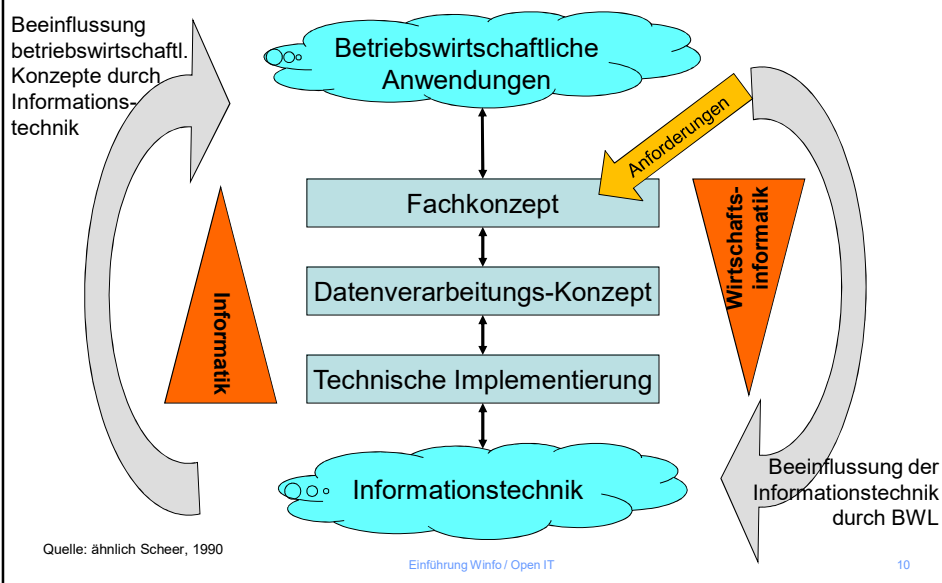 Beeinflussung
betriebswirtschaftl.
Konzepte durch
Informations-
technik
Betriebswirtschaftliche
Anwendungen
Anforderungen
Fachkonzept
Datenverarbeitungs-Konzept
Technische Implementierung
Informatik
Wirtschafts-
informatik
Informationstechnik
Beeinflussung der
Informationstechnik
durch BWL
Quelle: ähnlich Scheer, 1990
Einführung Winfo / Open IT
10